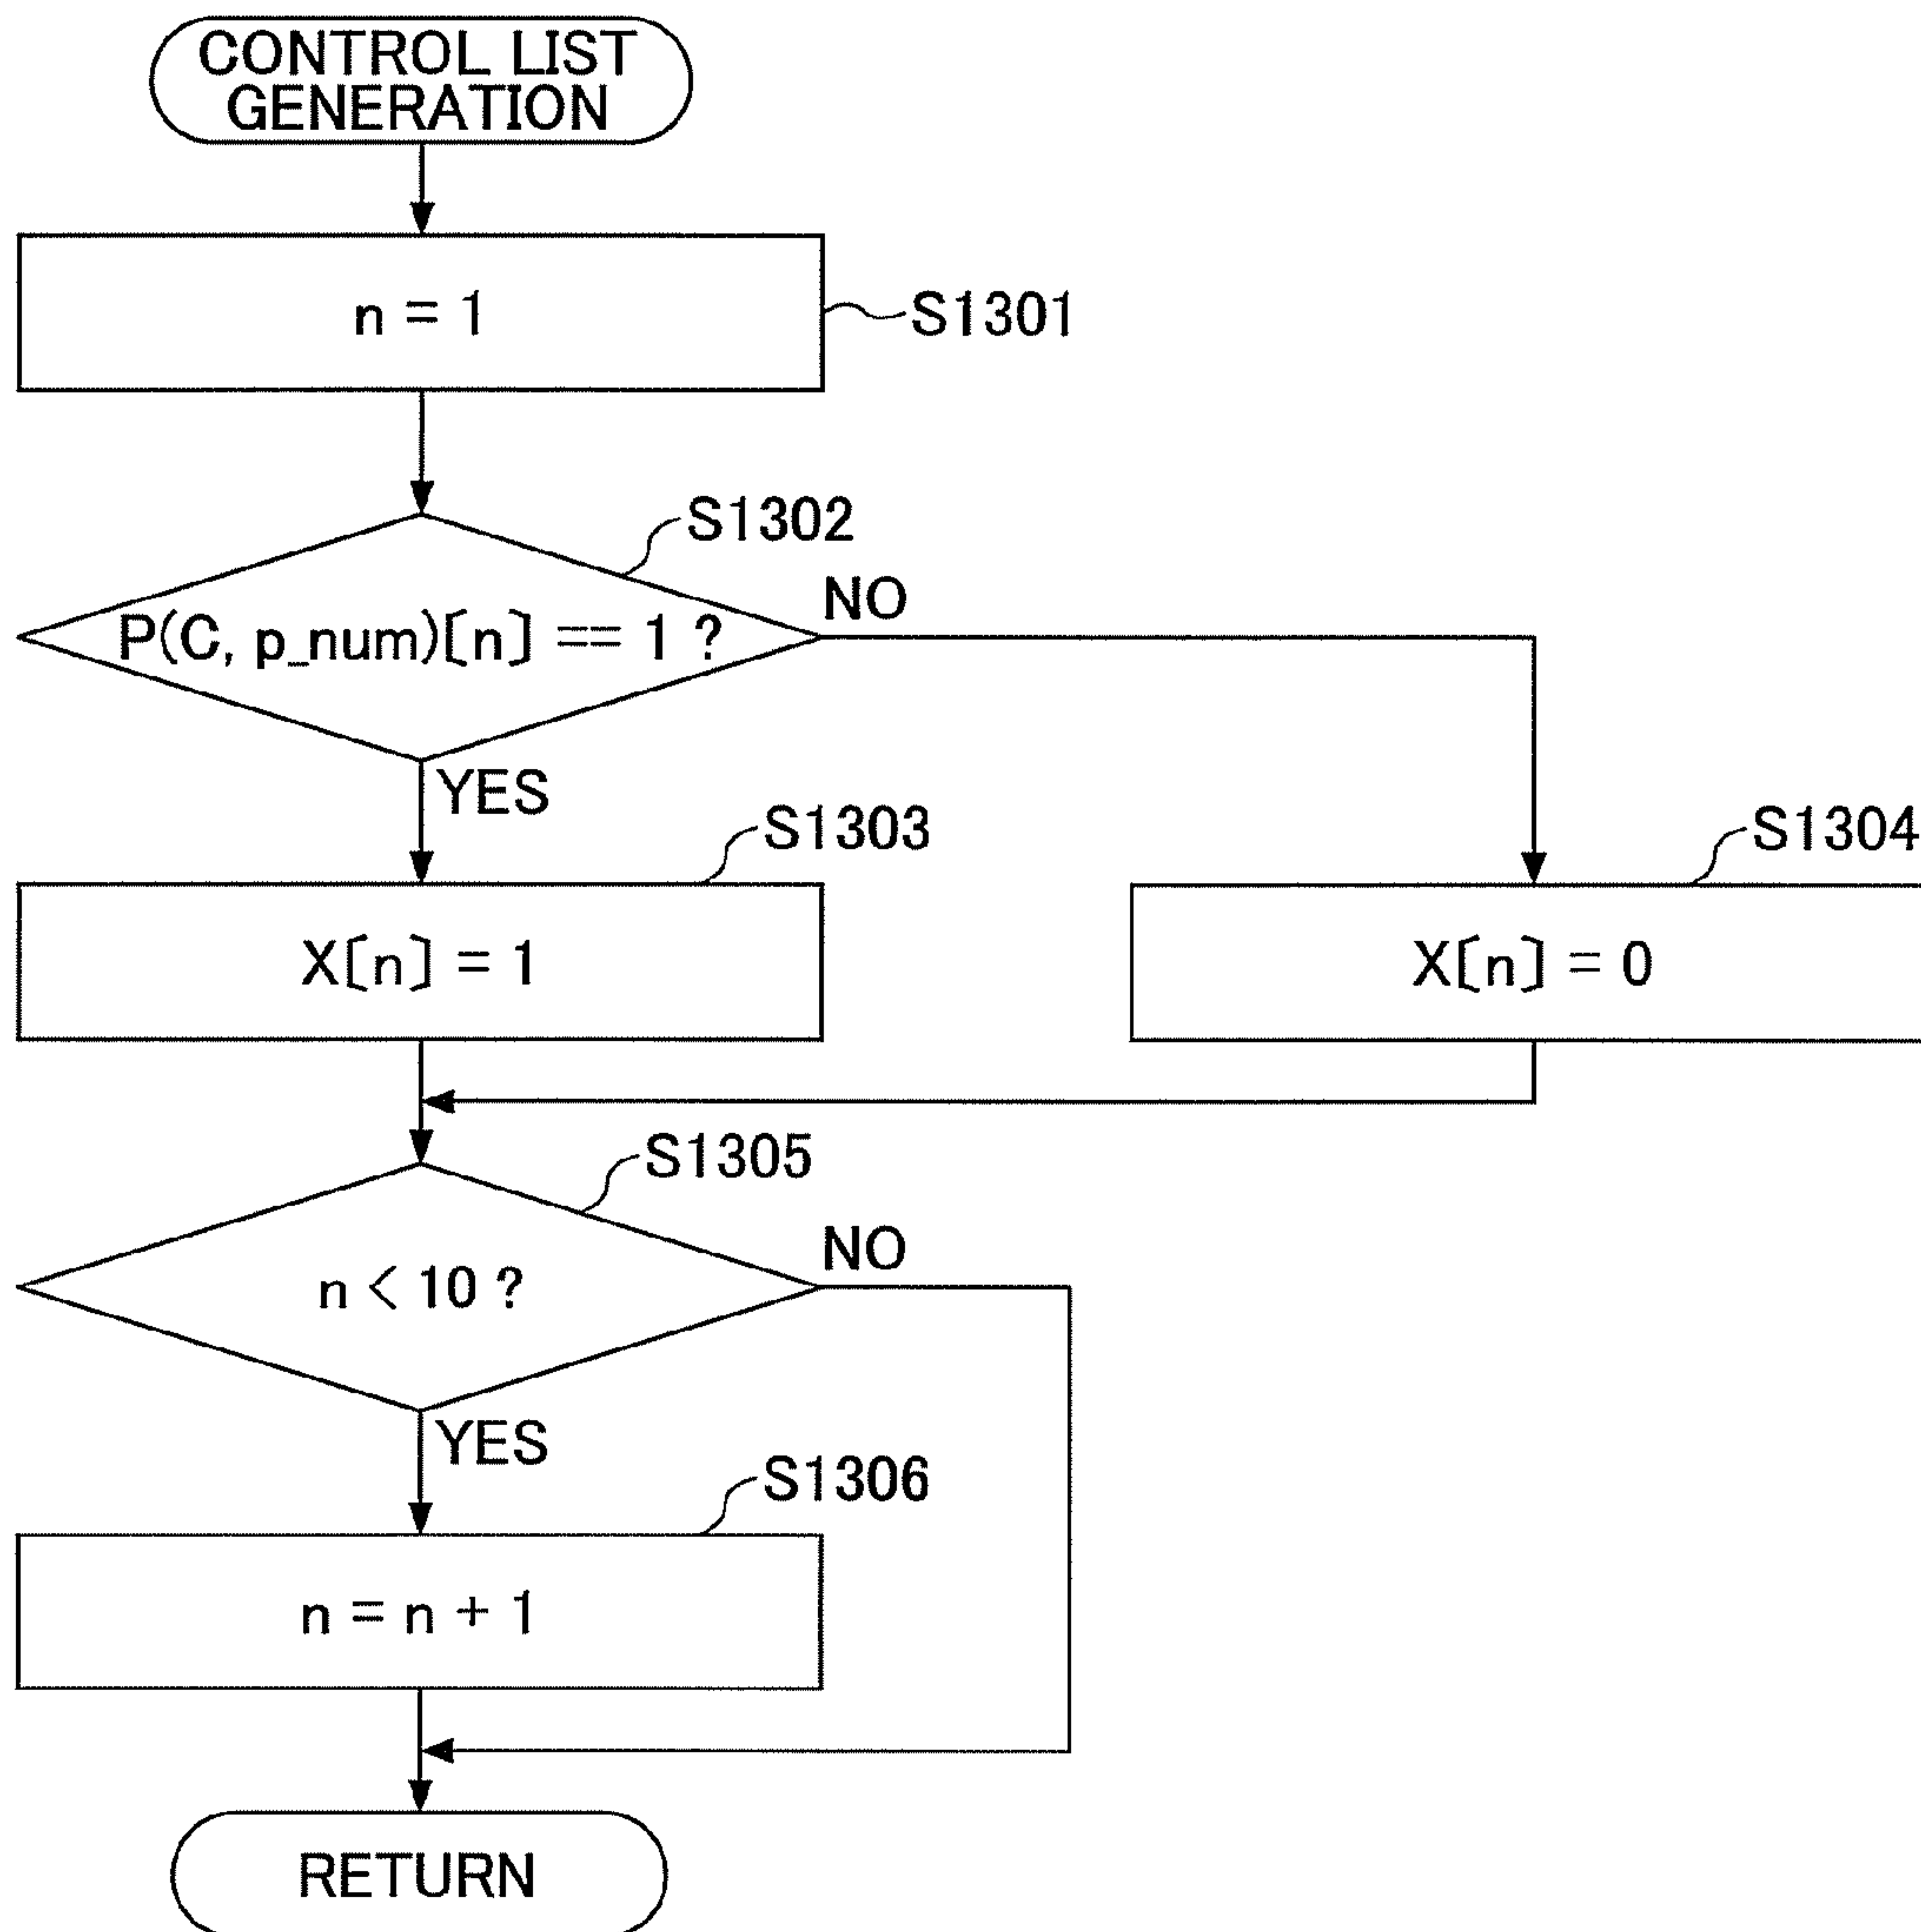 CONTROL LIST
GENERATION
n = 1
S1301
S1302
P(C, p_num)[n] == 1 ?
NO
YES
S1303
S1304
X[n] = 1
X[n] = 0
S1305
n < 10 ?
NO
YES
S1306
n = n + 1
RETURN